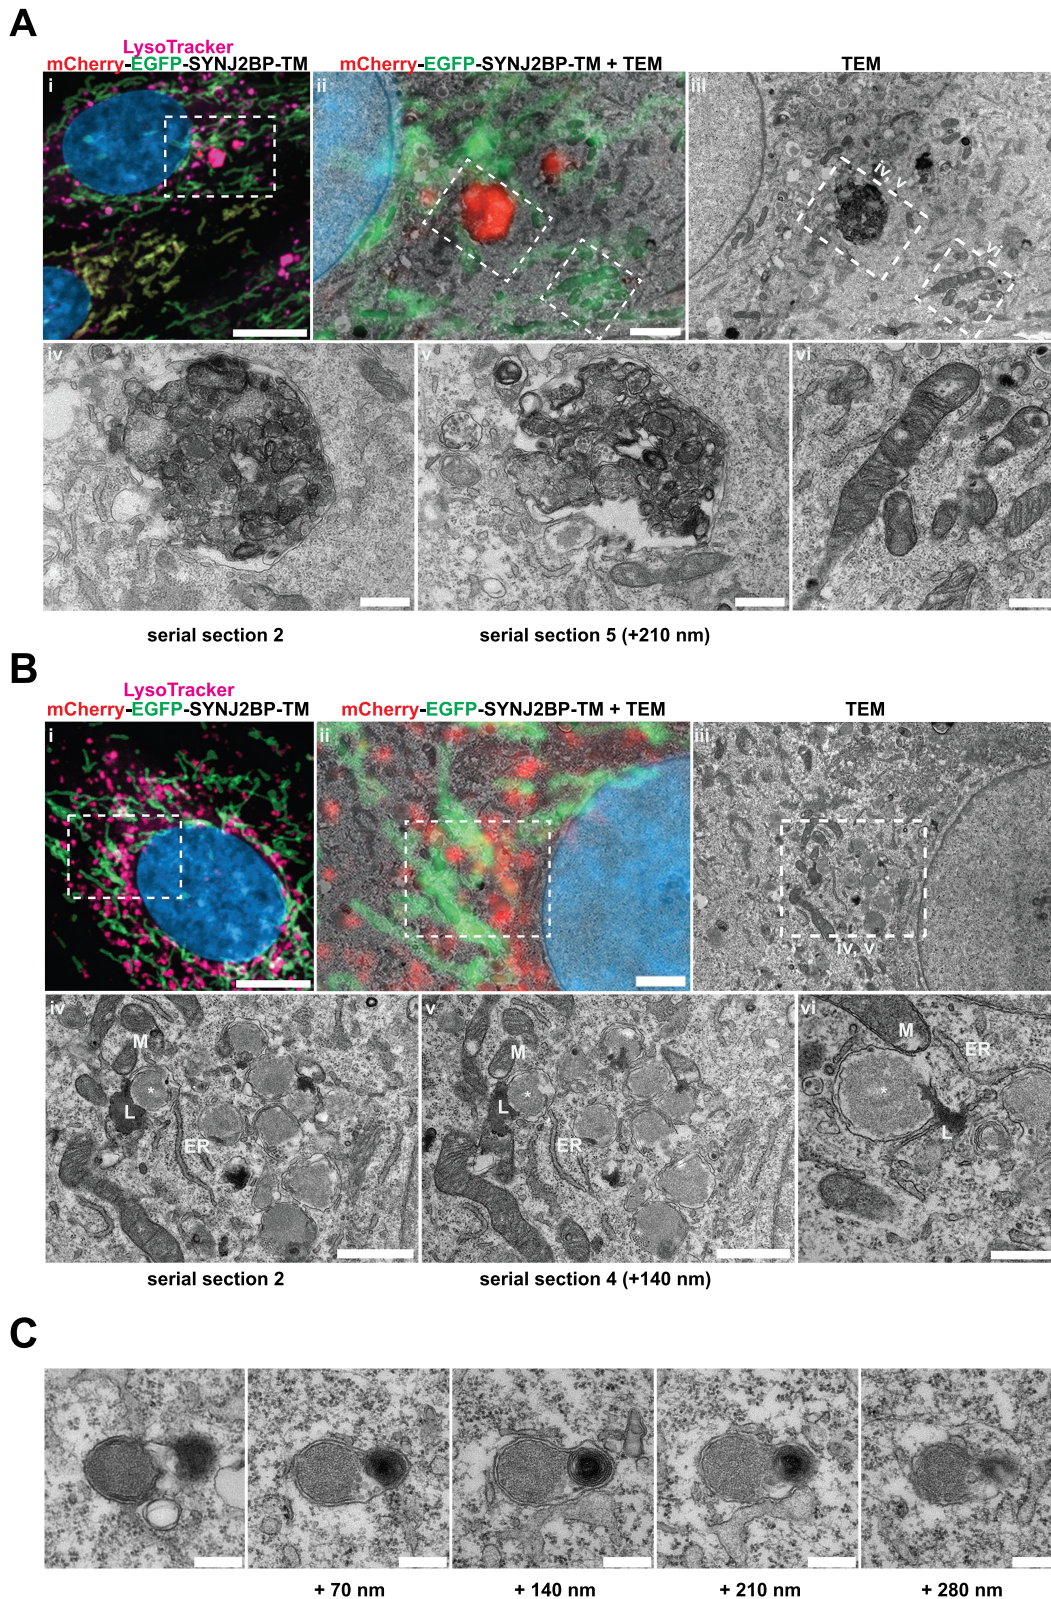 A
LysoTracker
mCherry-EGFP-SYNJ2BP-TM
mCherry-EGFP-SYNJ2BP-TM + TEM
TEM
i
ii
iii
iv, v
vi
iv
v
vi
serial section 2
serial section 5 (+210 nm)
B
LysoTracker
mCherry-EGFP-SYNJ2BP-TM
mCherry-EGFP-SYNJ2BP-TM + TEM
TEM
i
ii
iii
iv, v
iv
M
*
L
ER
v
M
*
L
ER
vi
M
ER
*
L
serial section 2
serial section 4 (+140 nm)
C
+ 70 nm
+ 140 nm
+ 210 nm
+ 280 nm